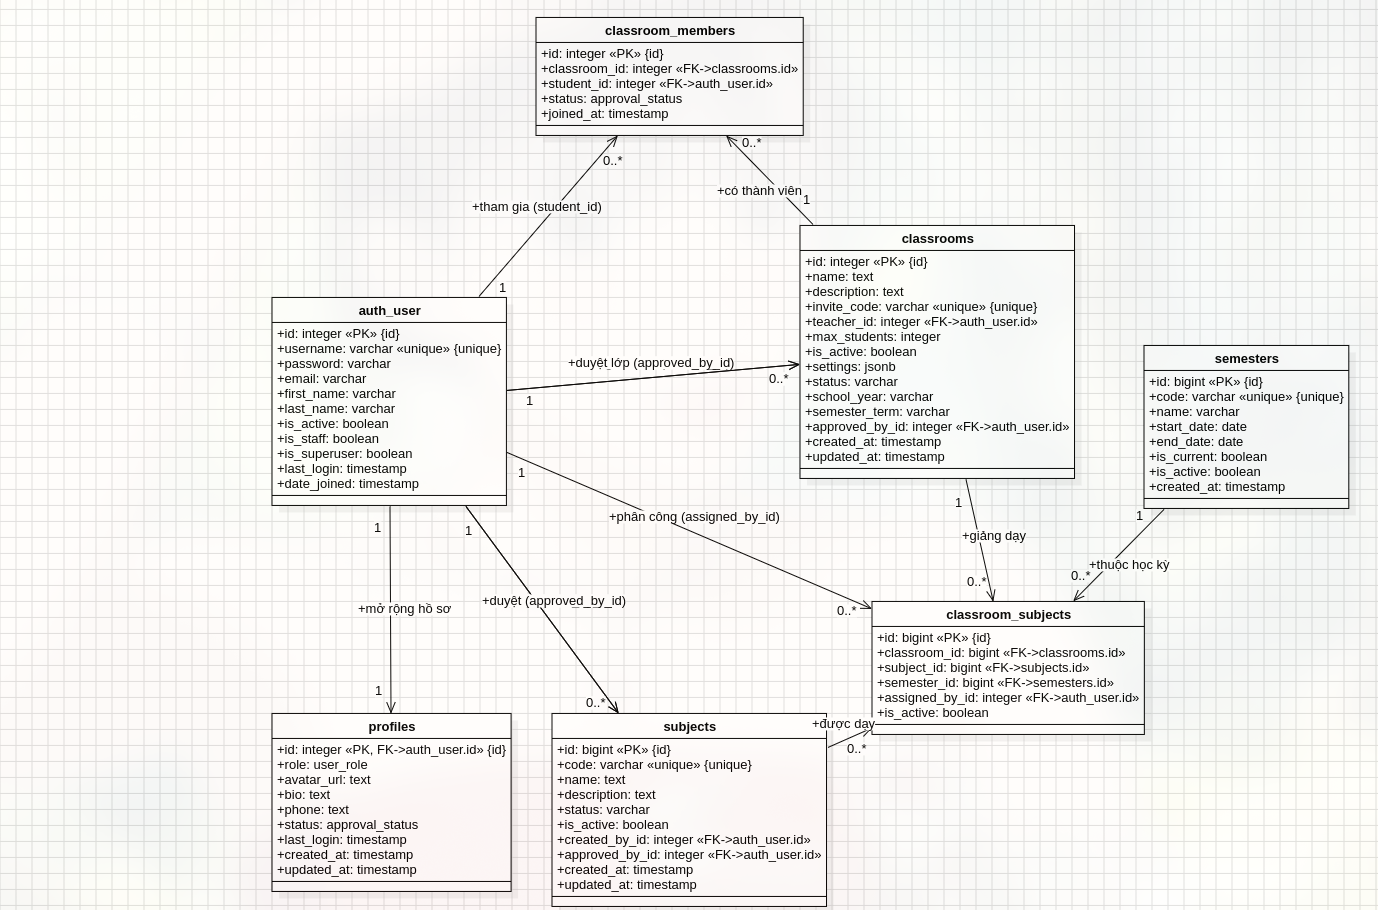 classroom_members
+id: integer «PK» {id}
+classroom_id: integer «FK->classrooms.id»
+student_id: integer «FK->auth_user.id»
+status: approval_status
+joined_at: timestamp
0..*
0..*
+có thành viên
1
+tham gia (student_id)
1
classrooms
+id: integer «PK» {id}
+name: text
+description: text
+invite_code: varchar «unique» {unique}
+teacher_id: integer «FK->auth_user.id»
+max_students: integer
+is_active: boolean
+settings: jsonb
+status: varchar
+school_year: varchar
+semester_term: varchar
+approved_by_id: integer «FK->auth_user.id»
+created_at: timestamp
+updated_at: timestamp
auth_user
+id: integer «PK» {id}
+username: varchar «unique» {unique}
+password: varchar
+email: varchar
+first_name: varchar
+last_name: varchar
+is_active: boolean
+is_staff: boolean
+is_superuser: boolean
+last_login: timestamp
+date_joined: timestamp
+duyệt lớp (approved_by_id)
0..*
1
semesters
+id: bigint «PK» {id}
+code: varchar «unique» {unique}
+name: varchar
+start_date: date
+end_date: date
+is_current: boolean
+is_active: boolean
+created_at: timestamp
1
+phân công (assigned_by_id)
0..*
1
+giảng dạy
0..*
1
+thuộc học kỳ
0..*
1
+mở rộng hồ sơ
1
1
+duyệt (approved_by_id)
0..*
classroom_subjects
+id: bigint «PK» {id}
+classroom_id: bigint «FK->classrooms.id»
+subject_id: bigint «FK->subjects.id»
+semester_id: bigint «FK->semesters.id»
+assigned_by_id: integer «FK->auth_user.id»
+is_active: boolean
+được dạy
0..*
profiles
+id: integer «PK, FK->auth_user.id» {id}
+role: user_role
+avatar_url: text
+bio: text
+phone: text
+status: approval_status
+last_login: timestamp
+created_at: timestamp
+updated_at: timestamp
subjects
+id: bigint «PK» {id}
+code: varchar «unique» {unique}
+name: text
+description: text
+status: varchar
+is_active: boolean
+created_by_id: integer «FK->auth_user.id»
+approved_by_id: integer «FK->auth_user.id»
+created_at: timestamp
+updated_at: timestamp